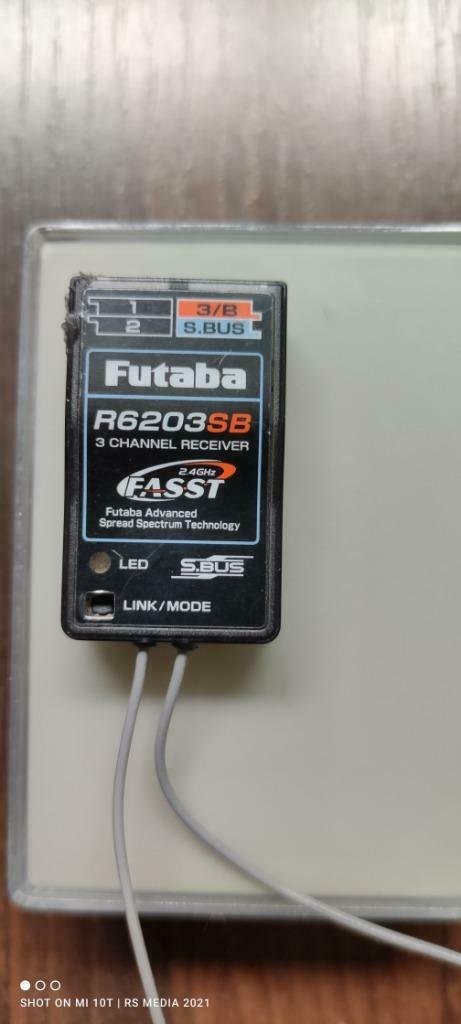 1 3/B
2 S.BUS
Futaba
R6203SB
3 CHANNEL RECEIVER
2.4GHz
FASST
Futaba Advanced
Spread Spectrum Technology
LED S.BUS
LINK/MODE
SHOT ON MI 10T | RS MEDIA 2021